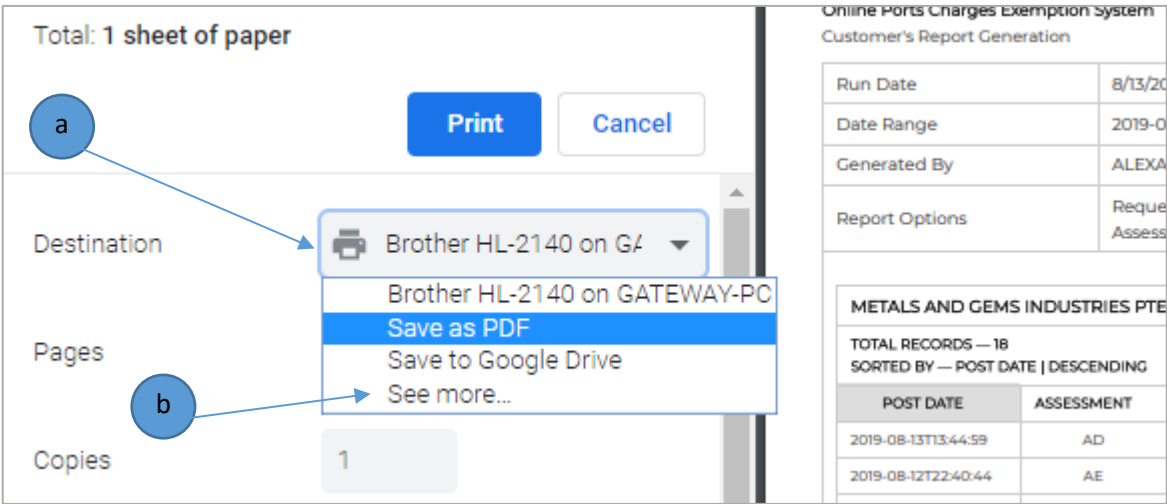 Total: 1 sheet of paper
a
Print
Cancel
Destination
Brother HL-2140 on GA
Brother HL-2140 on GATEWAY-PC
Save as PDF
Save to Google Drive
See more...
Pages
b
Copies
1
Online Ports Charges Exemption System
Customer's Report Generation
Run Date 8/13/20
Date Range 2019-0
Generated By ALEXA
Report Options Reque
Assess
METALS AND GEMS INDUSTRIES PTE
TOTAL RECORDS — 18
SORTED BY — POST DATE | DESCENDING
POST DATE ASSESSMENT
2019-08-13T13:44:59 AD
2019-08-12T22:40:44 AE